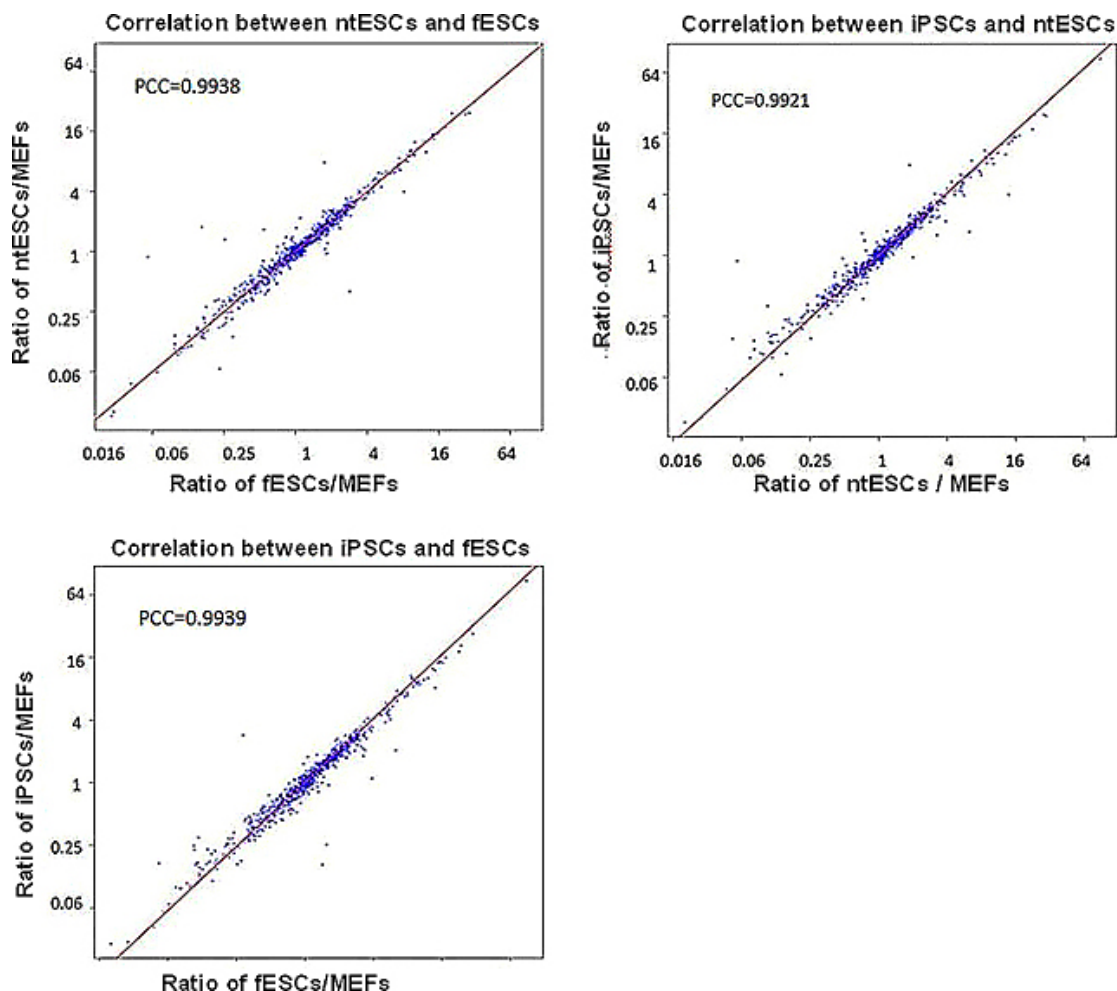 Correlation between ntESCs and fESCs
PCC=0.9938
Ratio of ntESCs/MEFs
64
16
4
1
0.25
0.06
0.016 0.06 0.25 1 4 16 64
Ratio of fESCs/MEFs
Correlation between iPSCs and ntESCs
PCC=0.9921
Ratio of iPSCs/MEFs
64
16
4
1
0.25
0.06
0.016 0.06 0.25 1 4 16 64
Ratio of ntESCs / MEFs
Correlation between iPSCs and fESCs
PCC=0.9939
Ratio of iPSCs/MEFs
64
16
4
1
0.25
0.06
Ratio of fESCs/MEFs